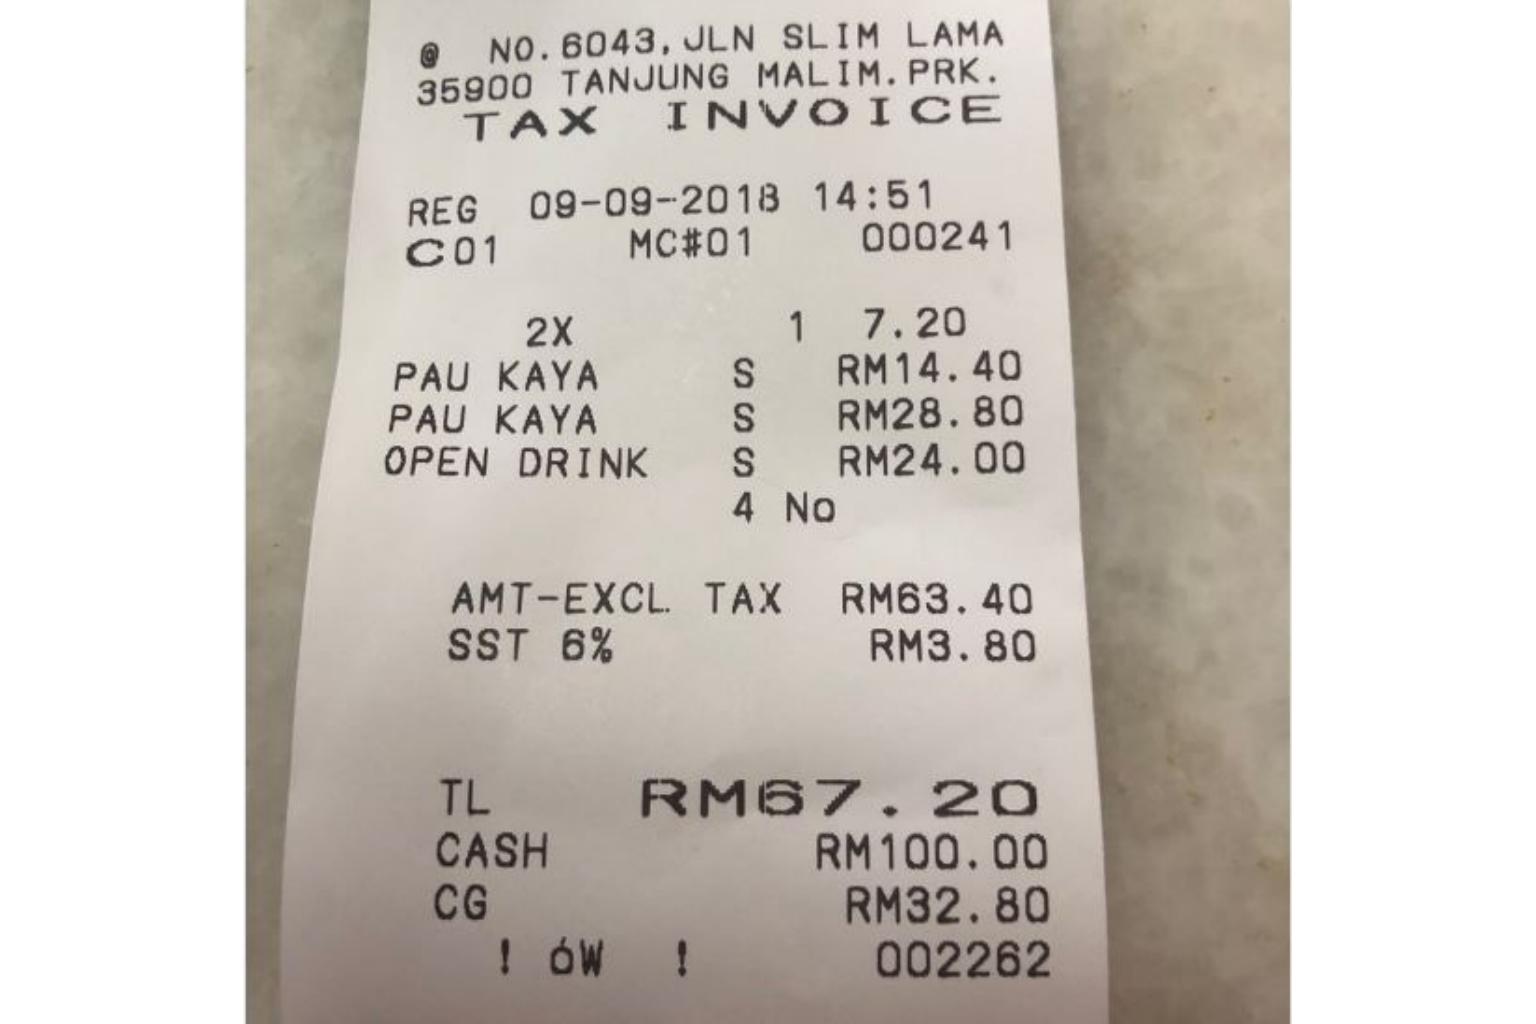 @ NO.6043,JLN SLIM LAMA
35900 TANJUNG MALIM.PRK.
TAX INVOICE
REG 09-09-2018 14:51
C01 MC#01 000241
2X 1 7.20
PAU KAYA S RM14.40
PAU KAYA S RM28.80
OPEN DRINK S RM24.00
4 No
AMT-EXCL. TAX RM63.40
SST 6% RM3.80
TL RM67.20
CASH RM100.00
CG RM32.80
! óW ! 002262